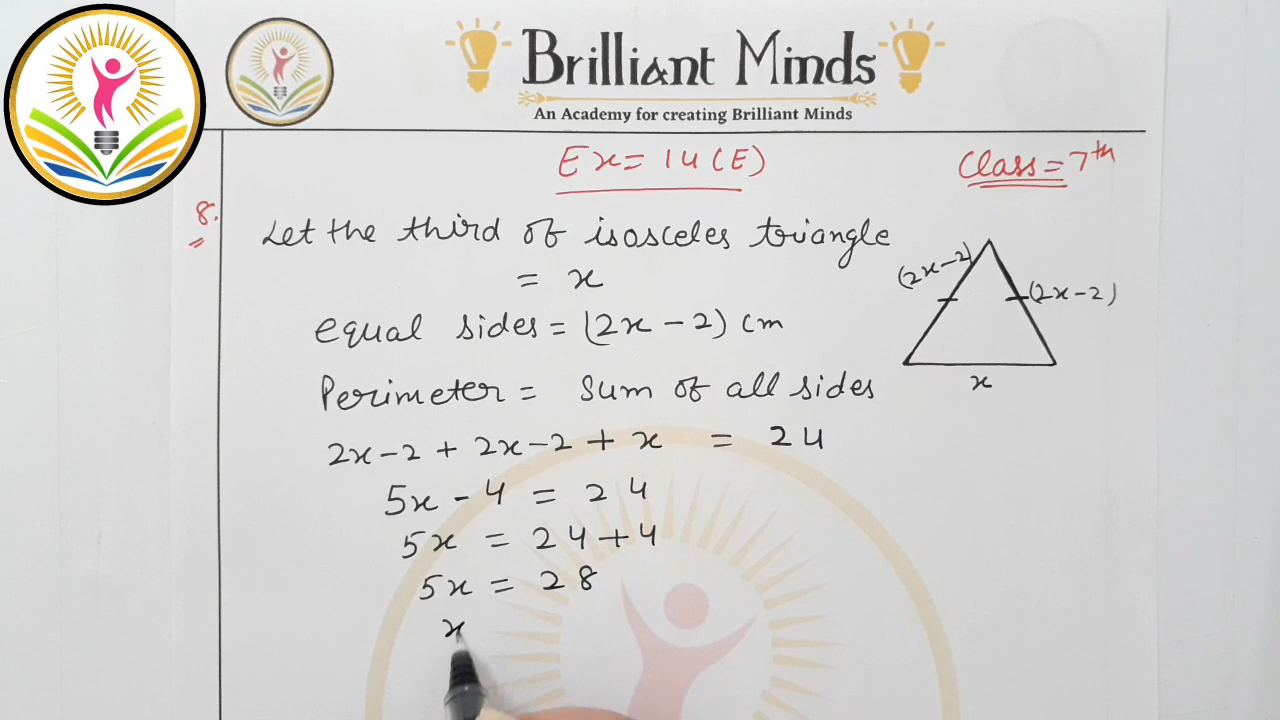 Brilliant Minds
An Academy for creating Brilliant Minds
Ex = 14 (E)
Class = 7th
8.
Let the third of isosceles triangle
= x
equal sides = (2x - 2) cm
Perimeter = Sum of all sides
2x - 2 + 2x - 2 + x = 24
5x - 4 = 24
5x = 24 + 4
5x = 28
x
(2x - 2)
(2x - 2)
x